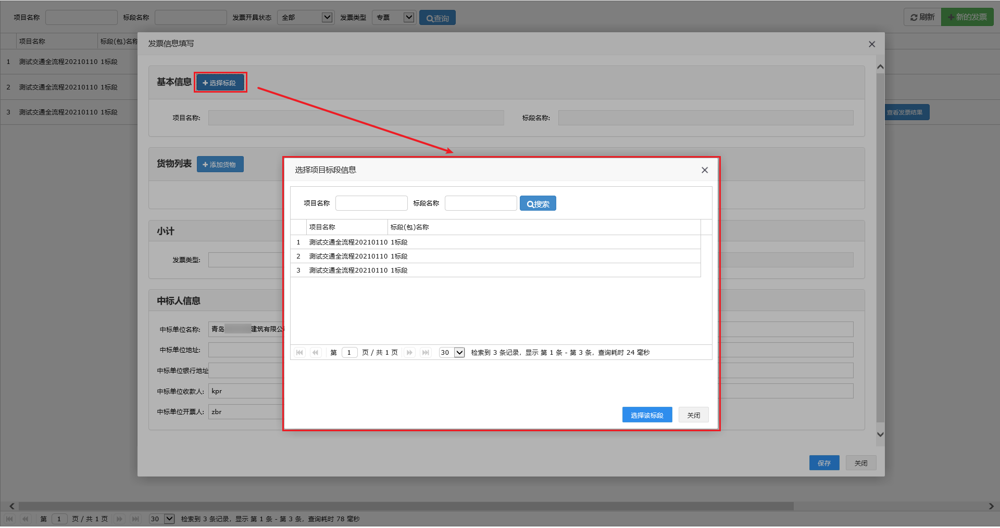 项目名称 标段名称 发票开具状态 全部 发票类型 专票 查询 刷新 新的发票
项目名称 标段(包)名称
1 测试交通全流程20210110 1标段
2 测试交通全流程20210110 1标段
3 测试交通全流程20210110 1标段 查看发票结果
发票信息填写
基本信息 选择标段
项目名称: 标段名称:
货物列表 添加货物
小计
发票类型:
中标人信息
中标单位名称: 青岛 建筑有限公
中标单位地址:
中标单位银行地址
中标单位收款人: kpr
中标单位开票人: zbr
保存 关闭
选择项目标段信息
项目名称 标段名称 搜索
项目名称 标段(包)名称
1 测试交通全流程20210110 1标段
2 测试交通全流程20210110 1标段
3 测试交通全流程20210110 1标段
第 1 页 / 共 1 页 30 检索到 3 条记录，显示 第 1 条 - 第 3 条，查询耗时 24 毫秒
选择该标段 关闭
第 1 页 / 共 1 页 30 检索到 3 条记录，显示 第 1 条 - 第 3 条，查询耗时 78 毫秒